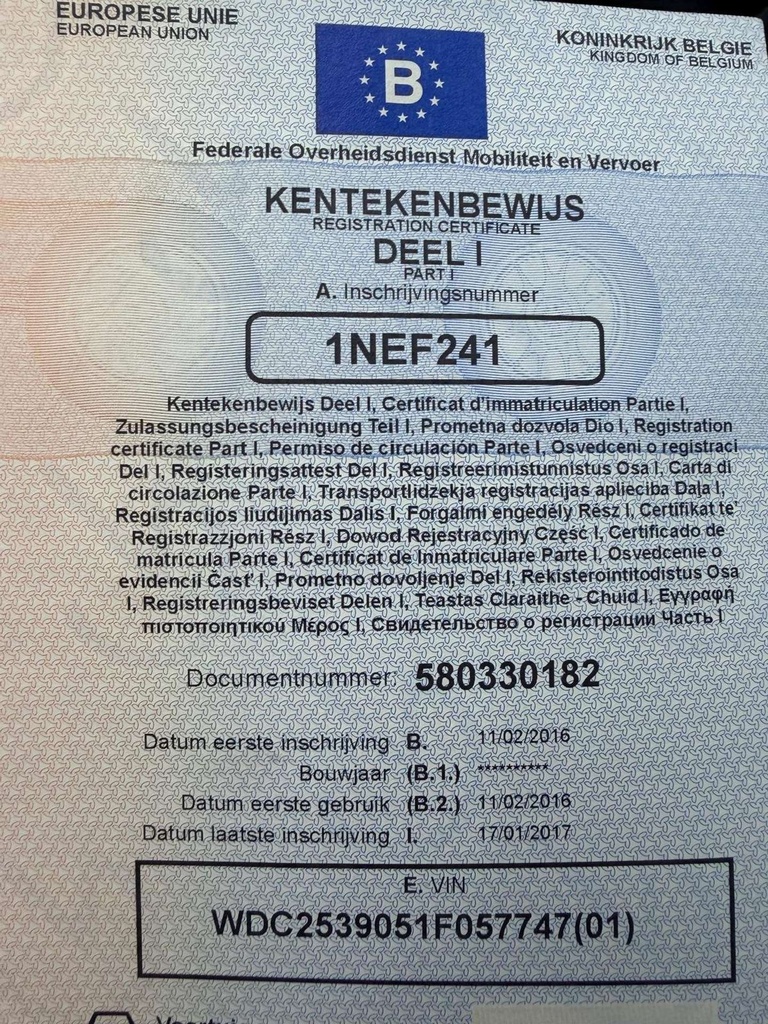 EUROPESE UNIE
EUROPEAN UNION
B
KONINKRIJK BELGIE
KINGDOM OF BELGIUM
Federale Overheidsdienst Mobiliteit en Vervoer
KENTEKENBEWIJS
REGISTRATION CERTIFICATE
DEEL I
PART I
A. Inschrijvingsnummer
1NEF241
Kentekenbewijs Deel I, Certificat d'immatriculation Partie I,
Zulassungsbescheinigung Teil I, Prometna dozvola Dio I, Registration
certificate Part I, Permiso de circulación Parte I, Osvedceni o registraci
Del I, Registeringsattest Del I, Registreerimistunnistus Osa I, Carta di
circolazione Parte I, Transportlidzekja registracijas aplieciba Daļa I,
Registracijos liudijimas Dalis I, Forgalmi engedély Rész I, Certifikat te'
Registrazzjoni Rész I, Dowod Rejestracyjny Część I, Certificado de
matricula Parte I, Certificat de Inmatriculare Parte I, Osvedcenie o
evidencii Časť I, Prometno dovoljenje Del I, Rekisterointitodistus Osa
I, Registreringsbeviset Delen I, Teastas Claraithe - Chuid I, Εγγραφή
πιστοποιητικού Μέρος I, Свидетельство о регистрации Часть I
Documentnummer: 580330182
Datum eerste inschrijving B. 11/02/2016
Bouwjaar (B.1.) **********
Datum eerste gebruik (B.2.) 11/02/2016
Datum laatste inschrijving I. 17/01/2017
E. VIN
WDC2539051F057747(01)